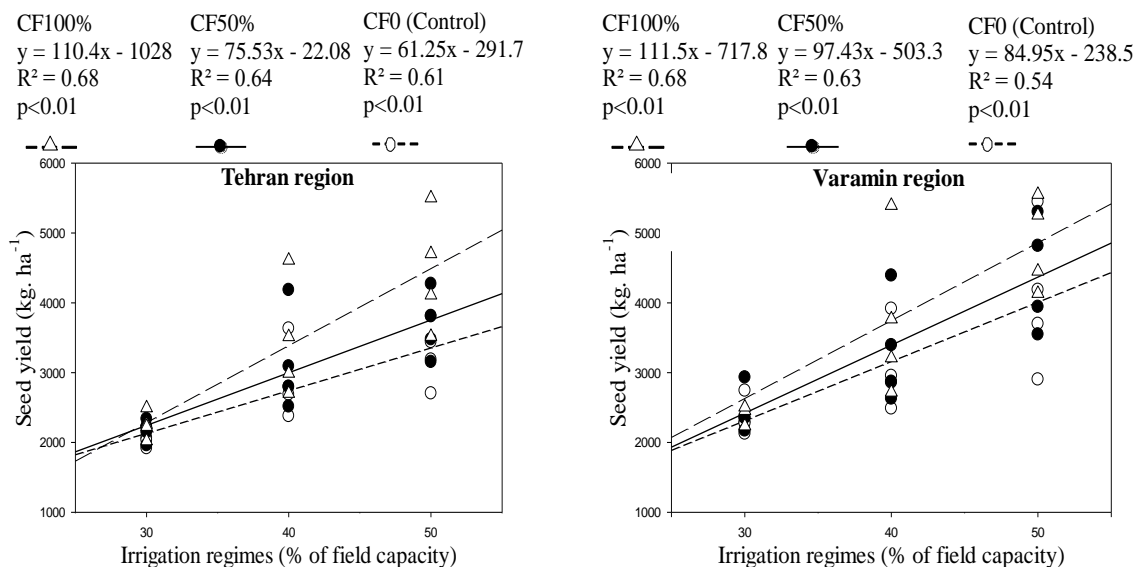 CF100%
y = 110.4x - 1028
R² = 0.68
p<0.01
CF50%
y = 75.53x - 22.08
R² = 0.64
p<0.01
CF0 (Control)
y = 61.25x - 291.7
R² = 0.61
p<0.01
Tehran region
Seed yield (kg. ha⁻¹)
6000
5000
4000
3000
2000
1000
30 40 50
Irrigation regimes (% of field capacity)
CF100%
y = 111.5x - 717.8
R² = 0.68
p<0.01
CF50%
y = 97.43x - 503.3
R² = 0.63
p<0.01
CF0 (Control)
y = 84.95x - 238.5
R² = 0.54
p<0.01
Varamin region
Seed yield (kg. ha⁻¹)
6000
5000
4000
3000
2000
1000
30 40 50
Irrigation regimes (% of field capacity)